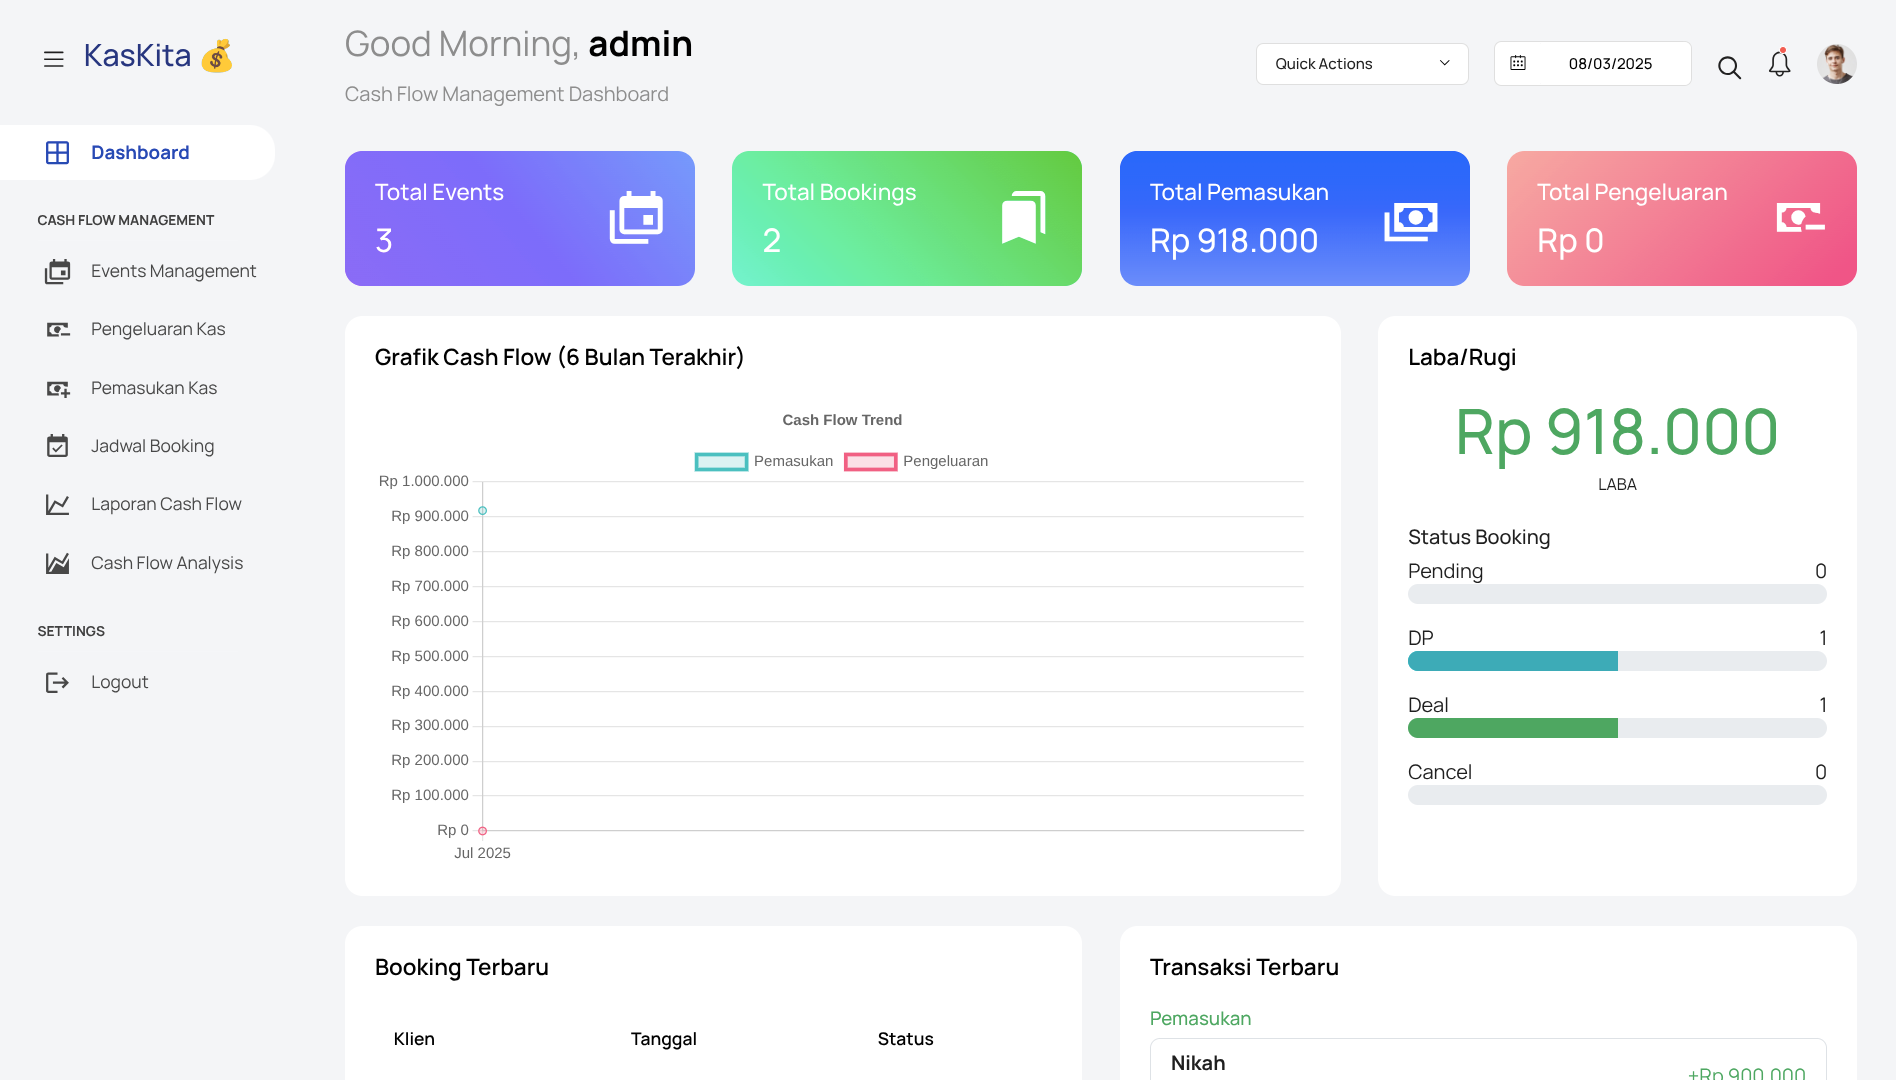 KasKita
Good Morning, admin
Cash Flow Management Dashboard
Quick Actions
08/03/2025
Dashboard
CASH FLOW MANAGEMENT
Events Management
Pengeluaran Kas
Pemasukan Kas
Jadwal Booking
Laporan Cash Flow
Cash Flow Analysis
SETTINGS
Logout
Total Events
3
Total Bookings
2
Total Pemasukan
Rp 918.000
Total Pengeluaran
Rp 0
Grafik Cash Flow (6 Bulan Terakhir)
Cash Flow Trend
Pemasukan
Pengeluaran
Rp 1.000.000
Rp 900.000
Rp 800.000
Rp 700.000
Rp 600.000
Rp 500.000
Rp 400.000
Rp 300.000
Rp 200.000
Rp 100.000
Rp 0
Jul 2025
Laba/Rugi
Rp 918.000
LABA
Status Booking
Pending 0
DP 1
Deal 1
Cancel 0
Booking Terbaru
Klien Tanggal Status
Transaksi Terbaru
Pemasukan
Nikah
+Rp 900.000